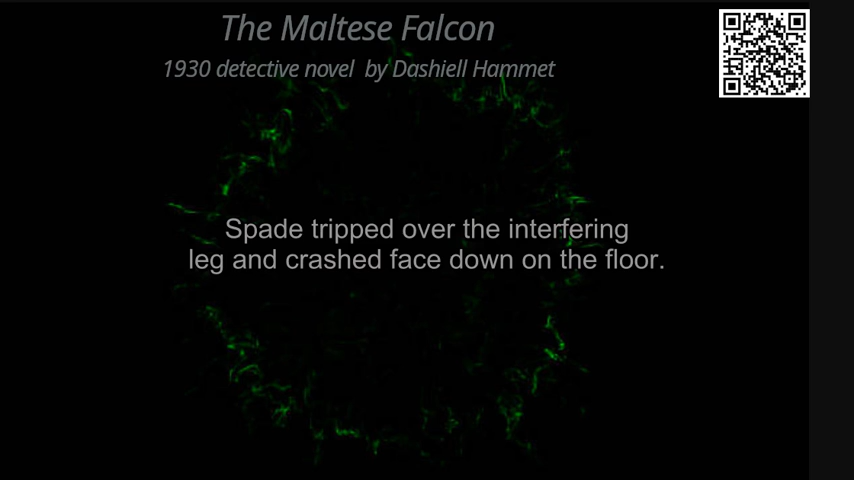 The Maltese Falcon
1930 detective novel  by Dashiell Hammet
Spade tripped over the interfering
leg and crashed face down on the floor.